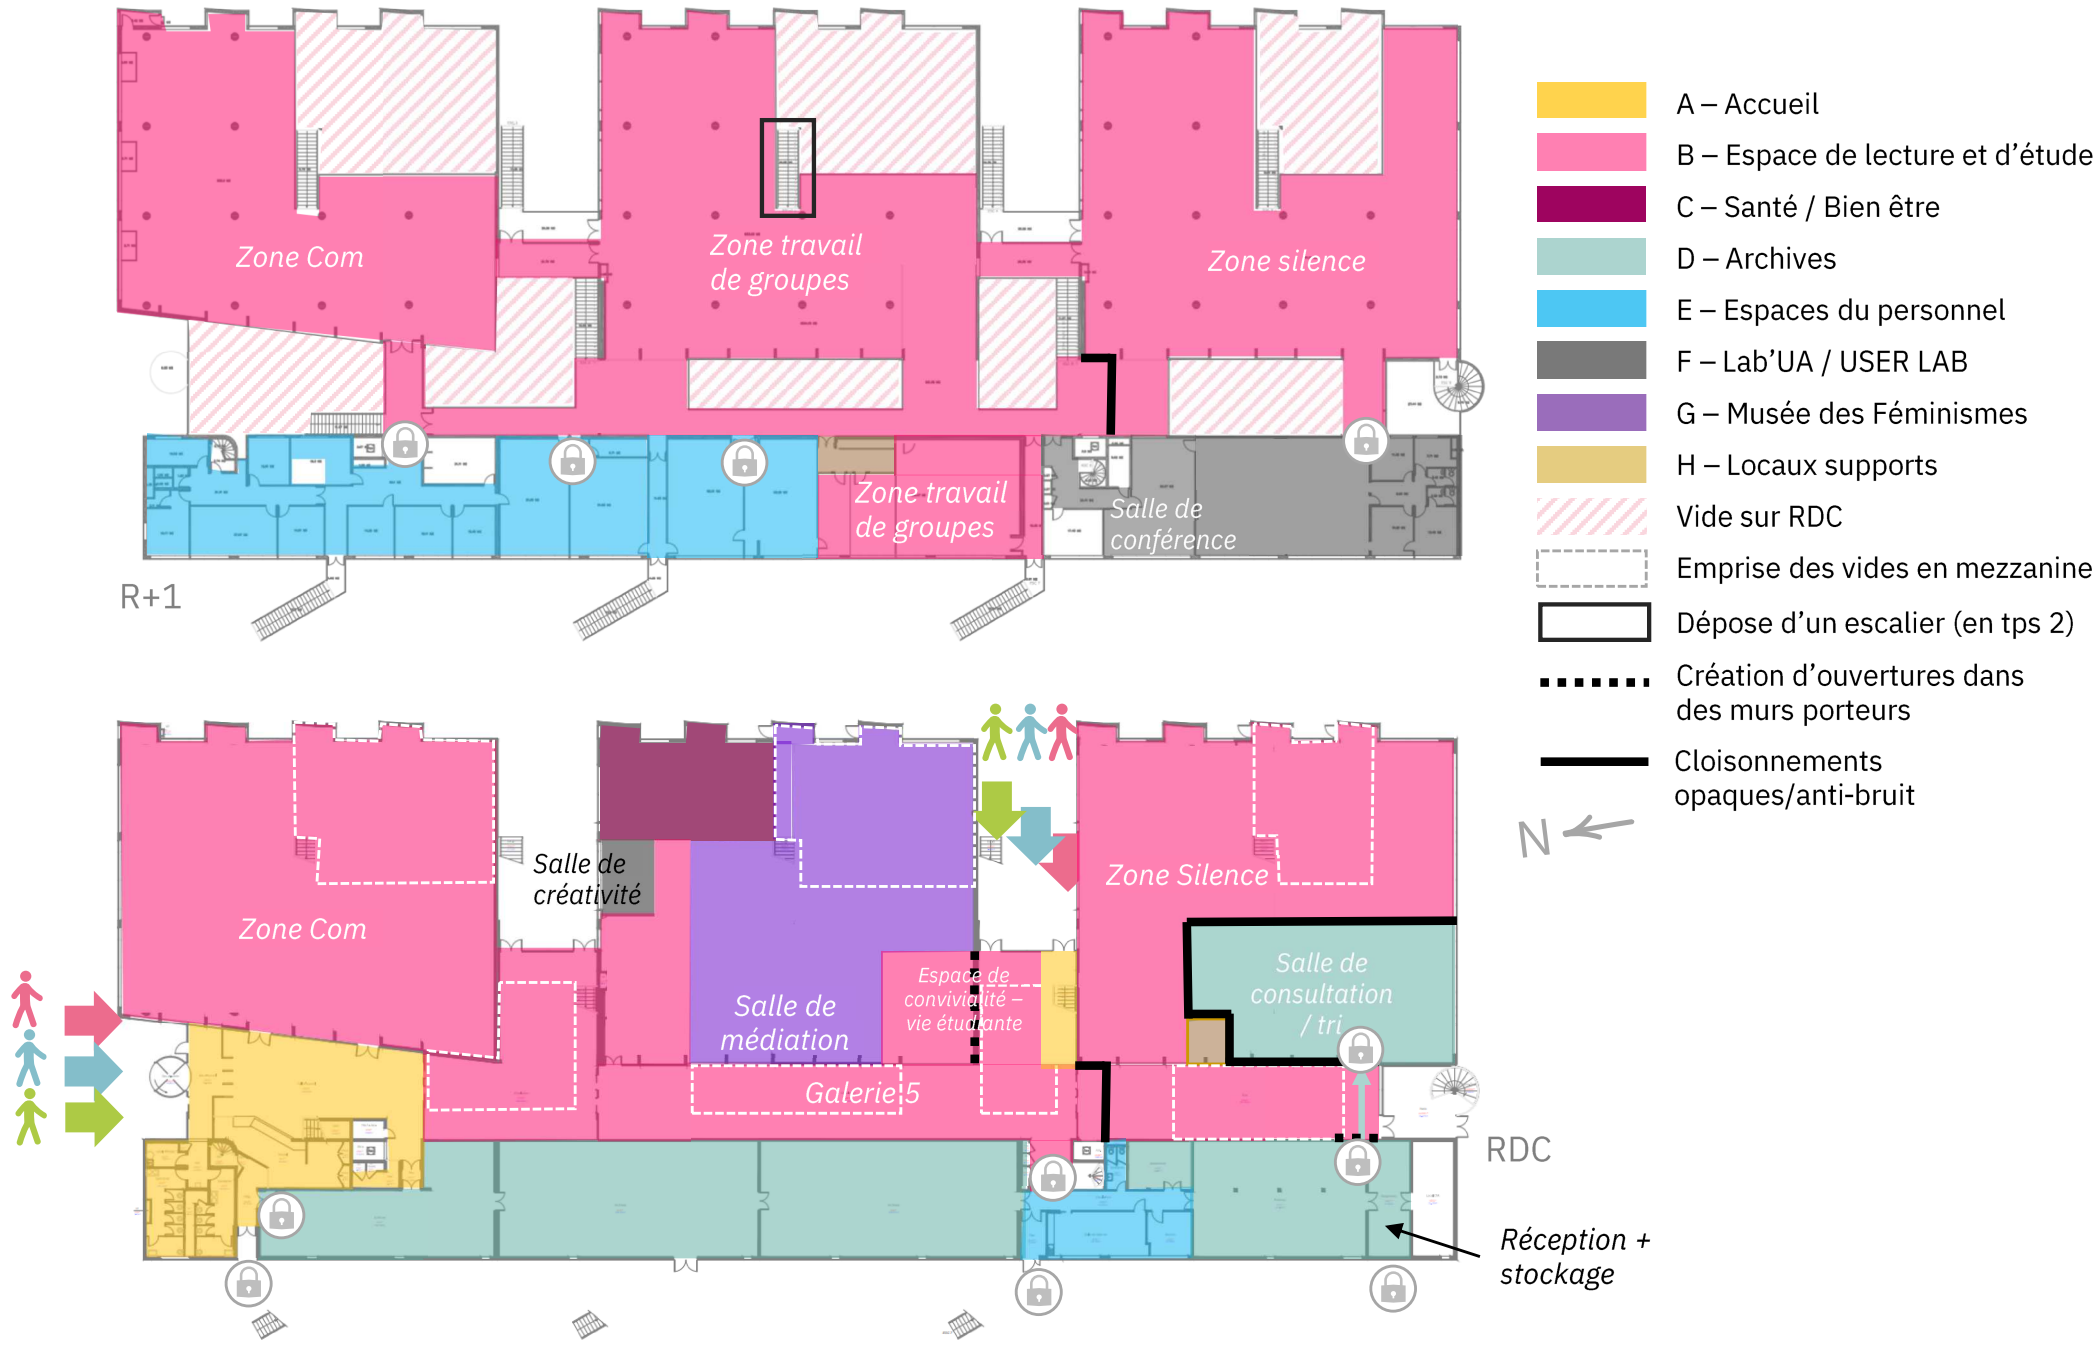 Zone Com
Zone travail
de groupes
Zone silence
Zone travail
de groupes
Salle de
conférence
R+1
A – Accueil
B – Espace de lecture et d’étude
C – Santé / Bien être
D – Archives
E – Espaces du personnel
F – Lab’UA / USER LAB
G – Musée des Féminismes
H – Locaux supports
Vide sur RDC
Emprise des vides en mezzanine
Dépose d’un escalier (en tps 2)
Création d’ouvertures dans
des murs porteurs
Cloisonnements
opaques/anti-bruit
N
Salle de
créativité
Zone Com
Zone Silence
Salle de
médiation
Espace de
convivialité –
vie étudiante
Salle de
consultation
/ tri
Galerie 5
RDC
Réception +
stockage